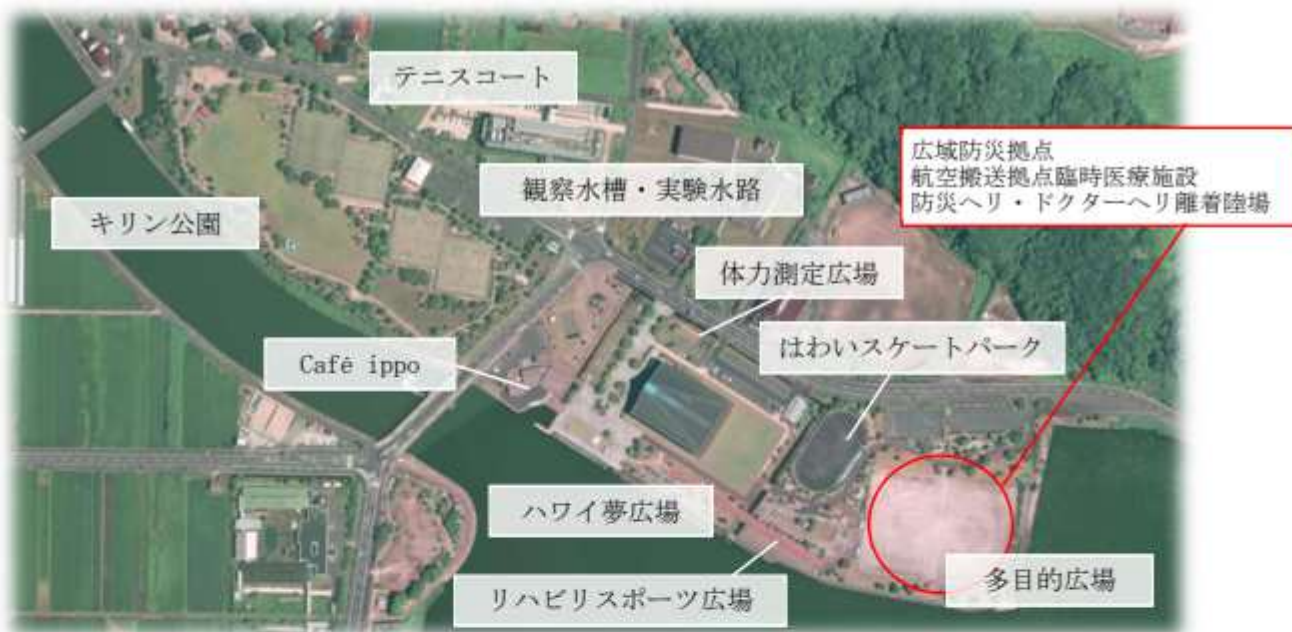 テニスコート
広域防災拠点
航空搬送拠点臨時医療施設
防災ヘリ・ドクターヘリ離着陸場
観察水槽・実験水路
キリン公園
体力測定広場
はわいスケートパーク
Café ippo
ハワイ夢広場
多目的広場
リハビリスポーツ広場